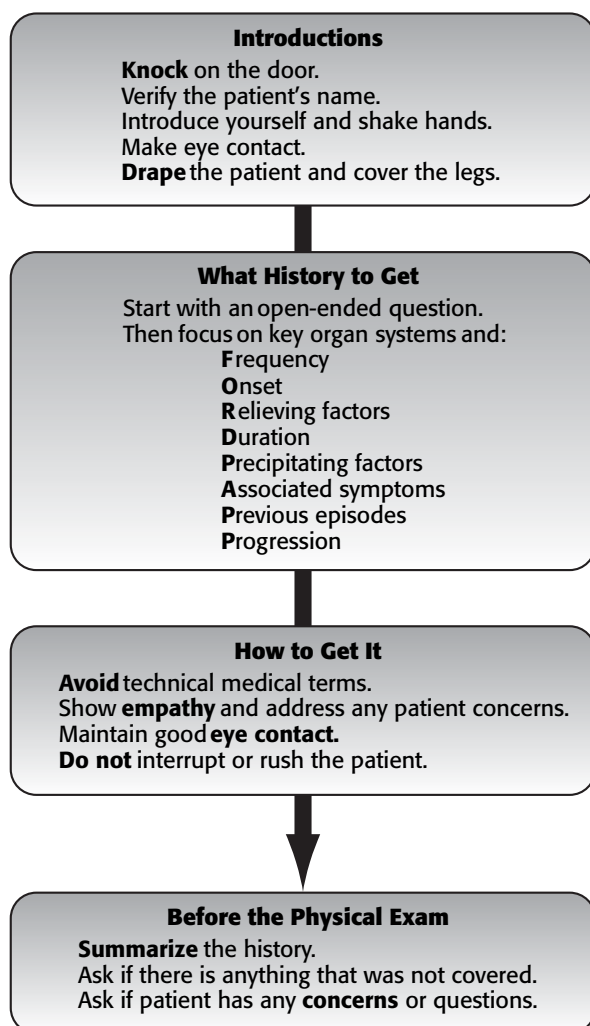 Introductions
Knock on the door.
Verify the patient's name.
Introduce yourself and shake hands.
Make eye contact.
Drape the patient and cover the legs.
What History to Get
Start with an open-ended question.
Then focus on key organ systems and:
Frequency
Onset
Relieving factors
Duration
Precipitating factors
Associated symptoms
Previous episodes
Progression
How to Get It
Avoid technical medical terms.
Show empathy and address any patient concerns.
Maintain good eye contact.
Do not interrupt or rush the patient.
Before the Physical Exam
Summarize the history.
Ask if there is anything that was not covered.
Ask if patient has any concerns or questions.